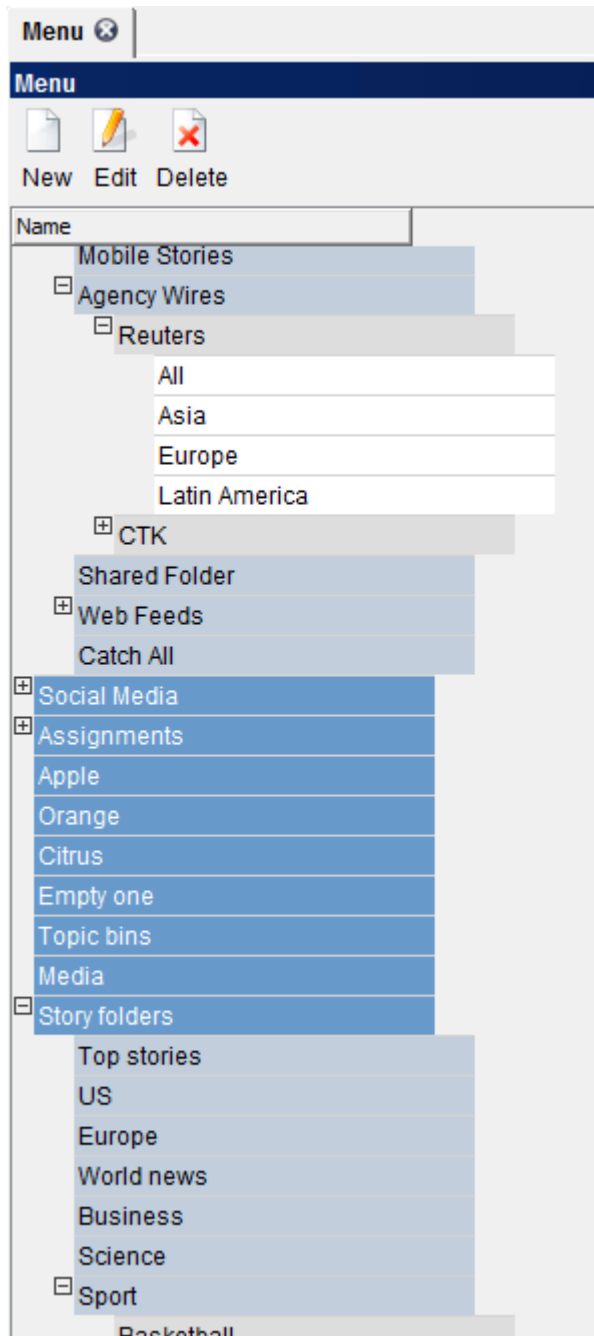 Menu
Menu
New Edit Delete
Name
Mobile Stories
Agency Wires
Reuters
All
Asia
Europe
Latin America
CTK
Shared Folder
Web Feeds
Catch All
Social Media
Assignments
Apple
Orange
Citrus
Empty one
Topic bins
Media
Story folders
Top stories
US
Europe
World news
Business
Science
Sport
Basketball